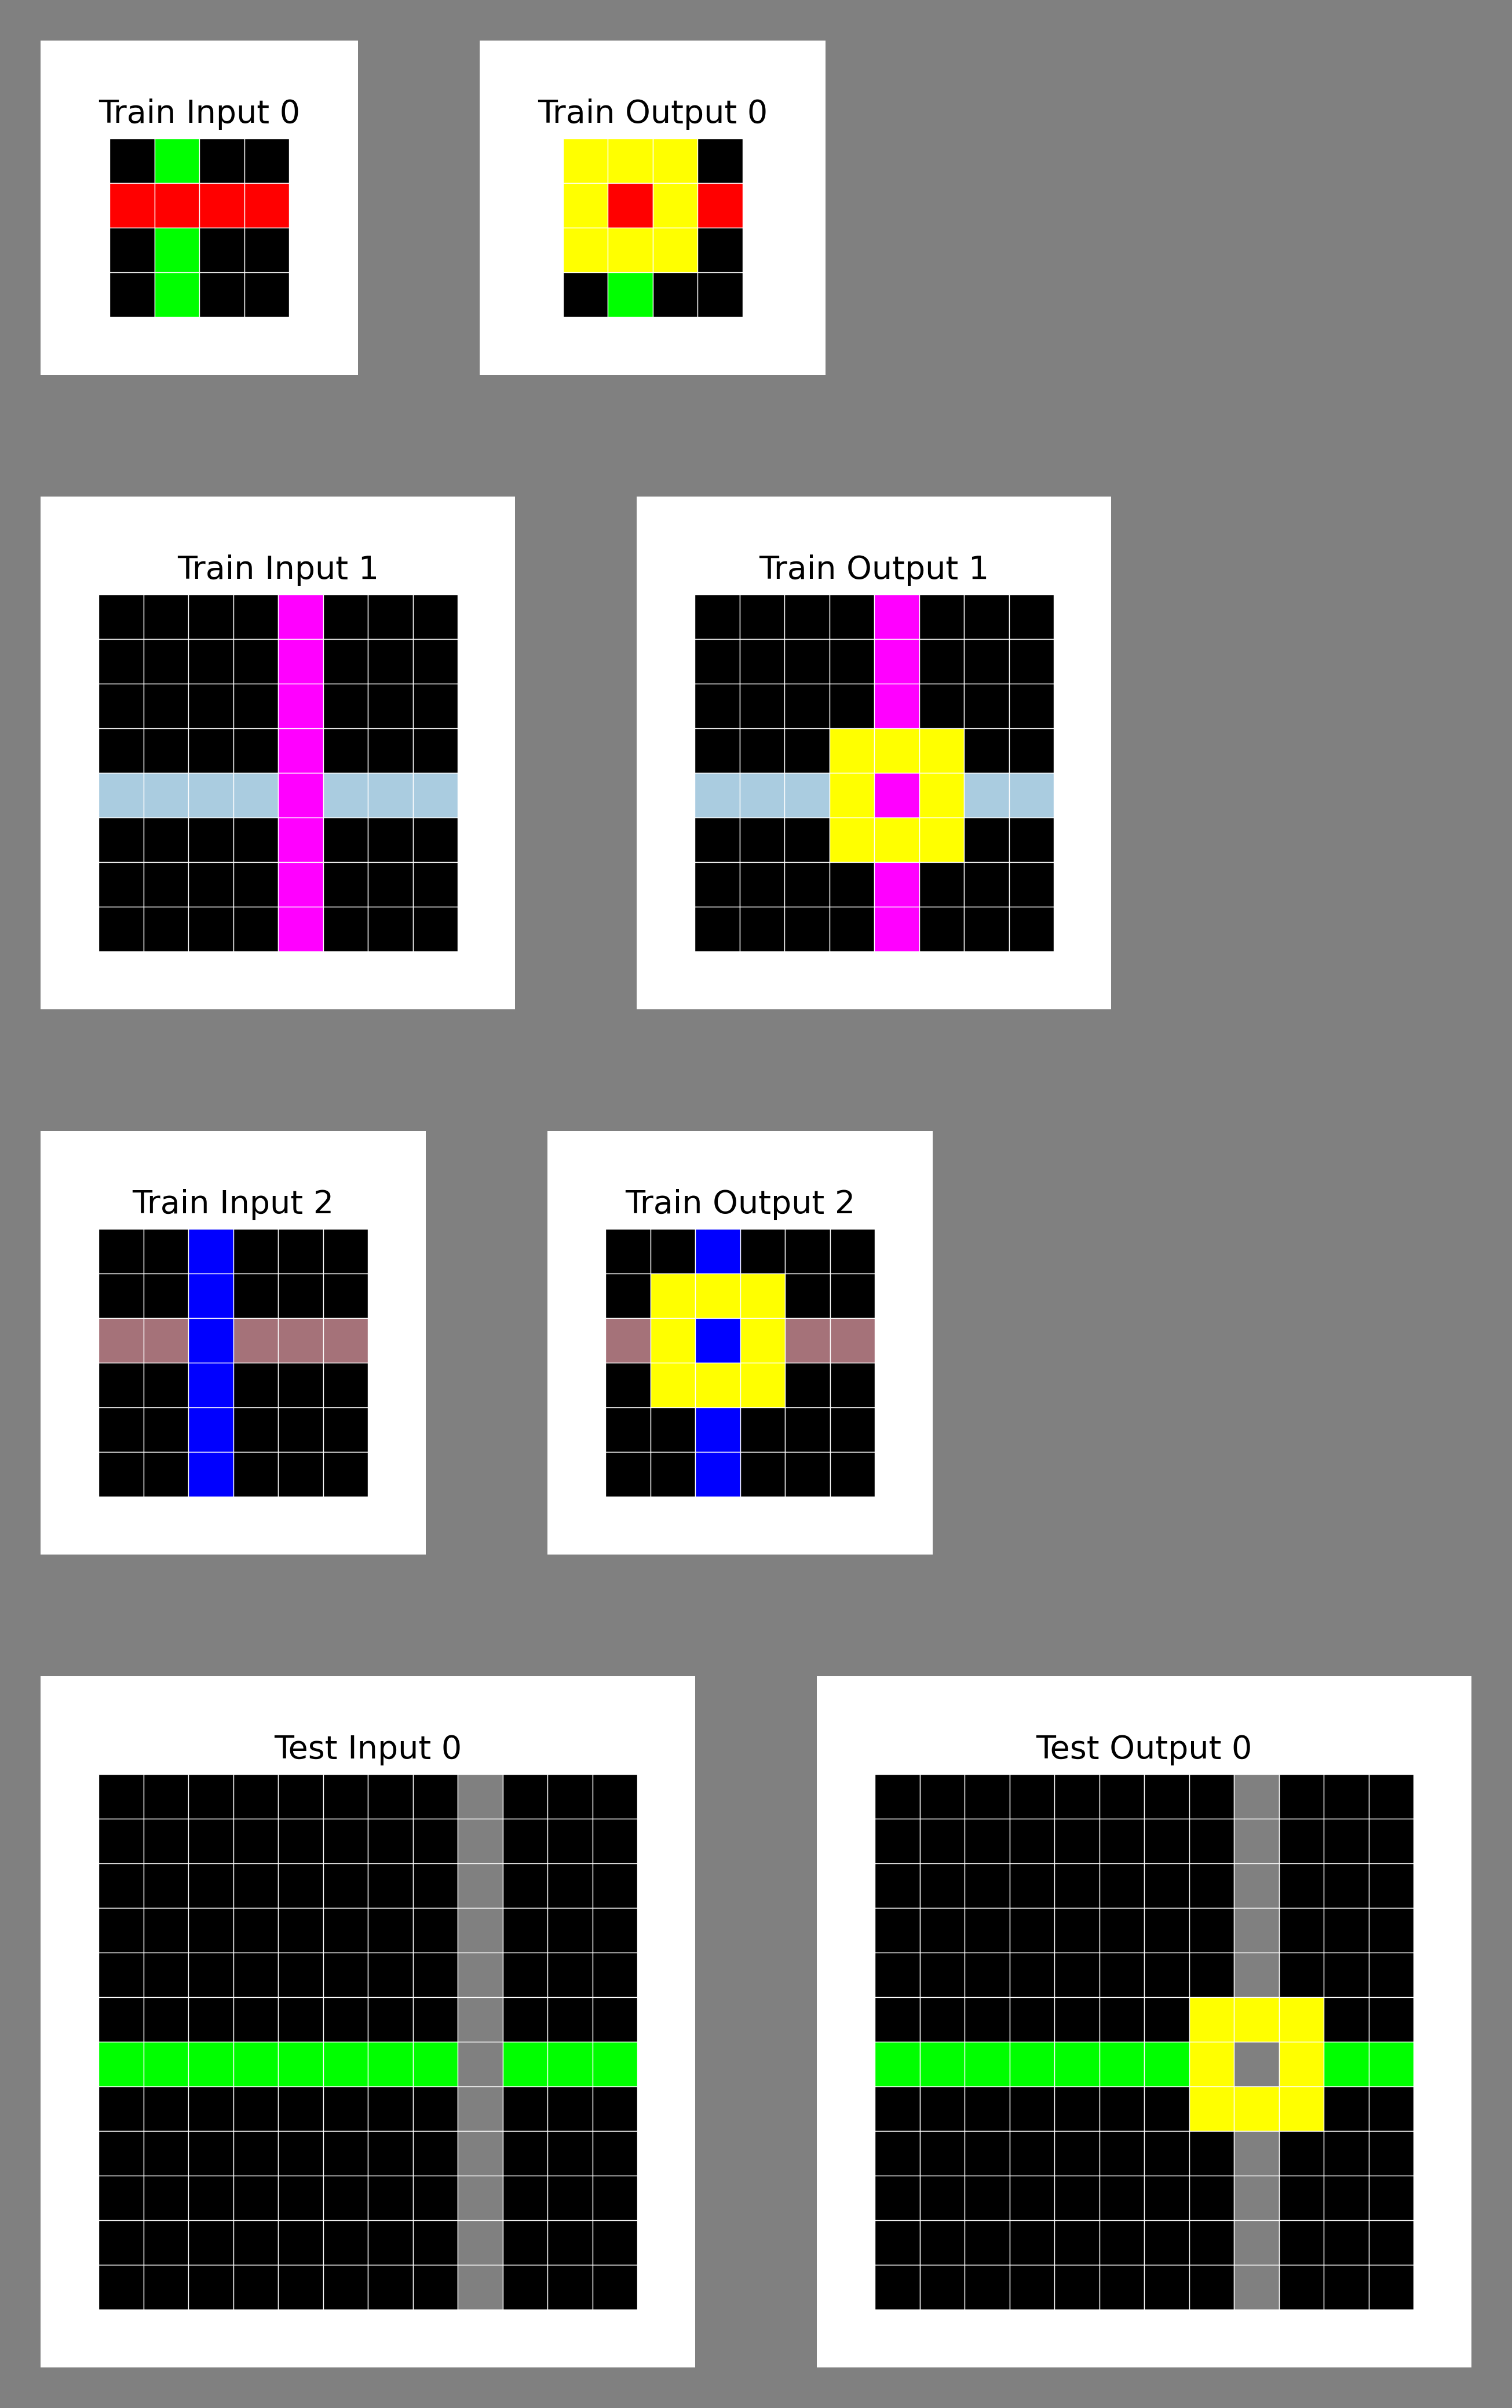 Train Input 0
Train Output 0
Train Input 1
Train Output 1
Train Input 2
Train Output 2
Test Input 0
Test Output 0